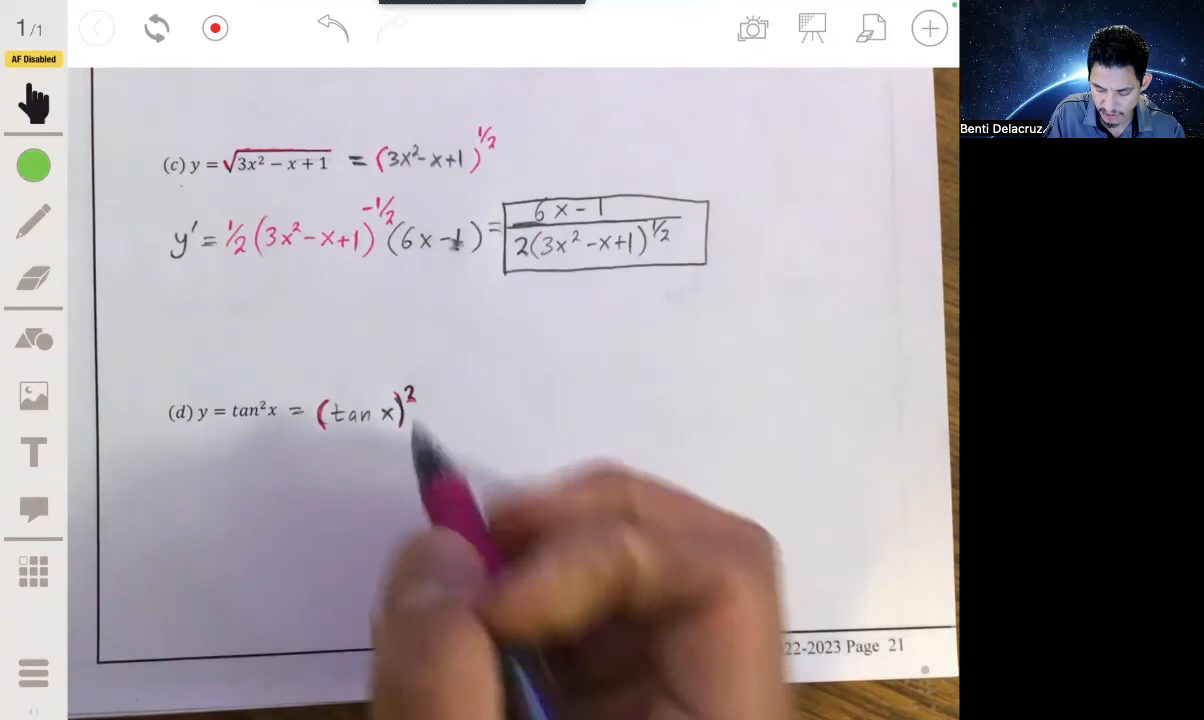 1/1
AF Disabled
Benti Delacruz
(c) y = √3x² − x + 1 = (3x²-x+1)^1/2
y' = 1/2 (3x²-x+1)^-1/2 (6x-1) = 6x-1 / 2(3x²-x+1)^1/2
(d) y = tan²x = (tan x)²
T
22-2023 Page 21